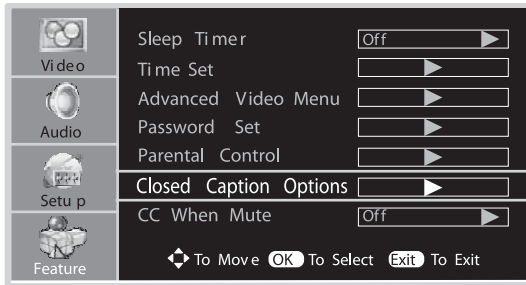 Video
Audio
Setup
Feature
Sleep Timer Off
Time Set
Advanced Video Menu
Password Set
Parental Control
Closed Caption Options
CC When Mute Off
To Move OK To Select Exit To Exit